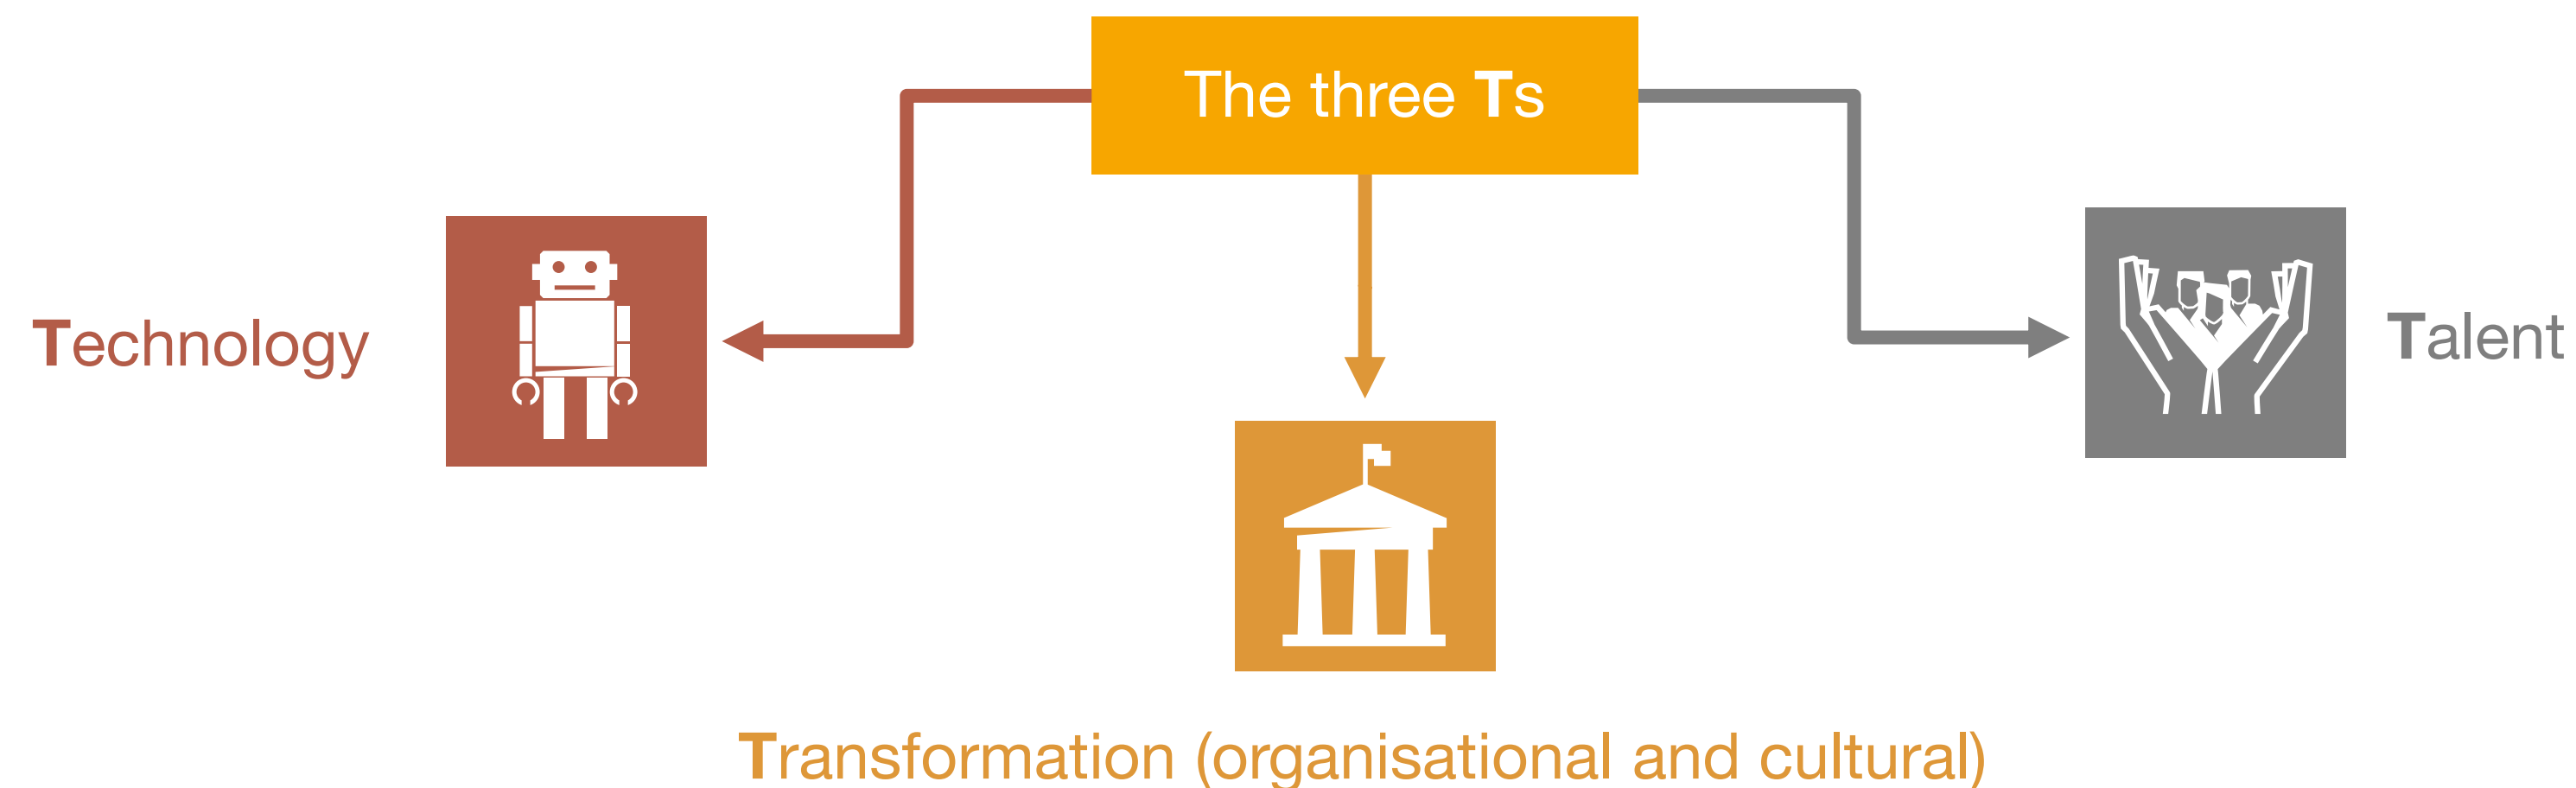 The three Ts
Technology
Talent
Transformation (organisational and cultural)